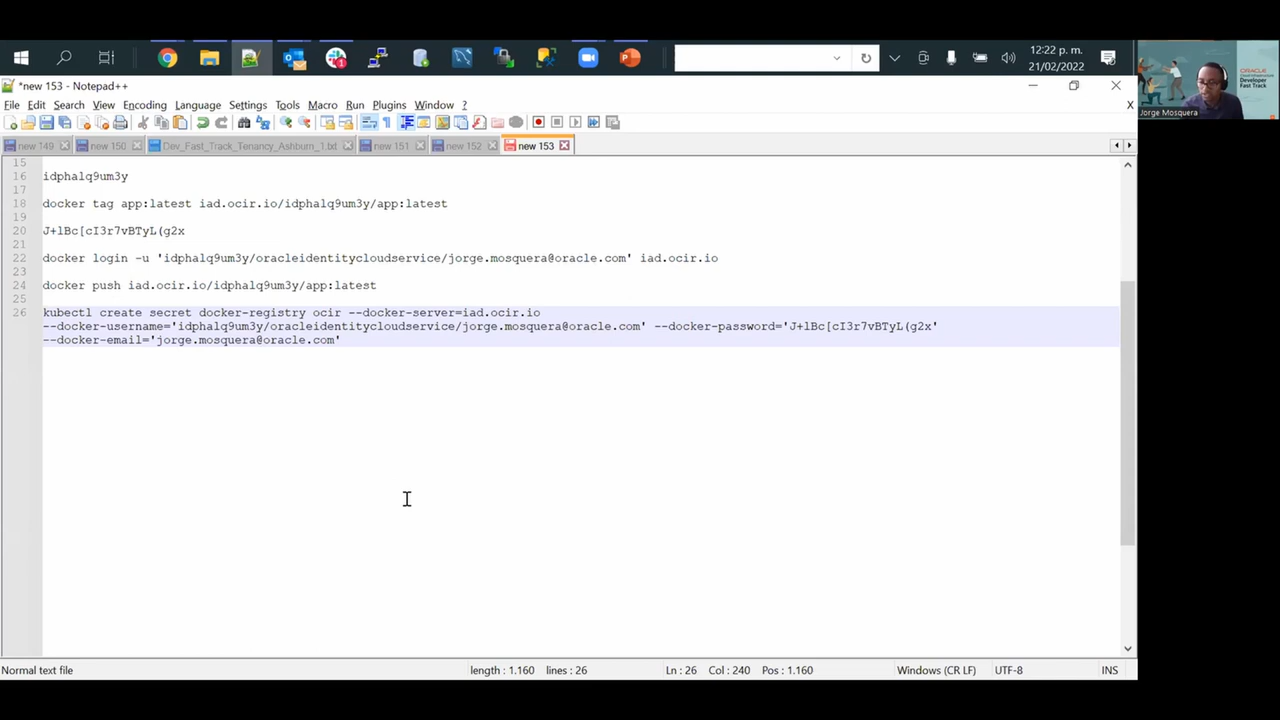 12:22 p. m.
21/02/2022
*new 153 - Notepad++
File Edit Search View Encoding Language Settings Tools Macro Run Plugins Window ?
X
new 149 new 150 Dev_Fast_Track_Tenancy_Ashburn_1.txt new 151 new 152 new 153
15
16 idphalq9um3y
17
18 docker tag app:latest iad.ocir.io/idphalq9um3y/app:latest
19
20 J+lBc[cI3r7vBTyL(g2x
21
22 docker login -u 'idphalq9um3y/oracleidentitycloudservice/jorge.mosquera@oracle.com' iad.ocir.io
23
24 docker push iad.ocir.io/idphalq9um3y/app:latest
25
26 kubectl create secret docker-registry ocir --docker-server=iad.ocir.io
--docker-username='idphalq9um3y/oracleidentitycloudservice/jorge.mosquera@oracle.com' --docker-password='J+lBc[cI3r7vBTyL(g2x'
--docker-email='jorge.mosquera@oracle.com'
Normal text file length : 1.160 lines : 26 Ln : 26 Col : 240 Pos : 1.160 Windows (CR LF) UTF-8 INS
ORACLE
Developer
Fast Track
Jorge Mosquera